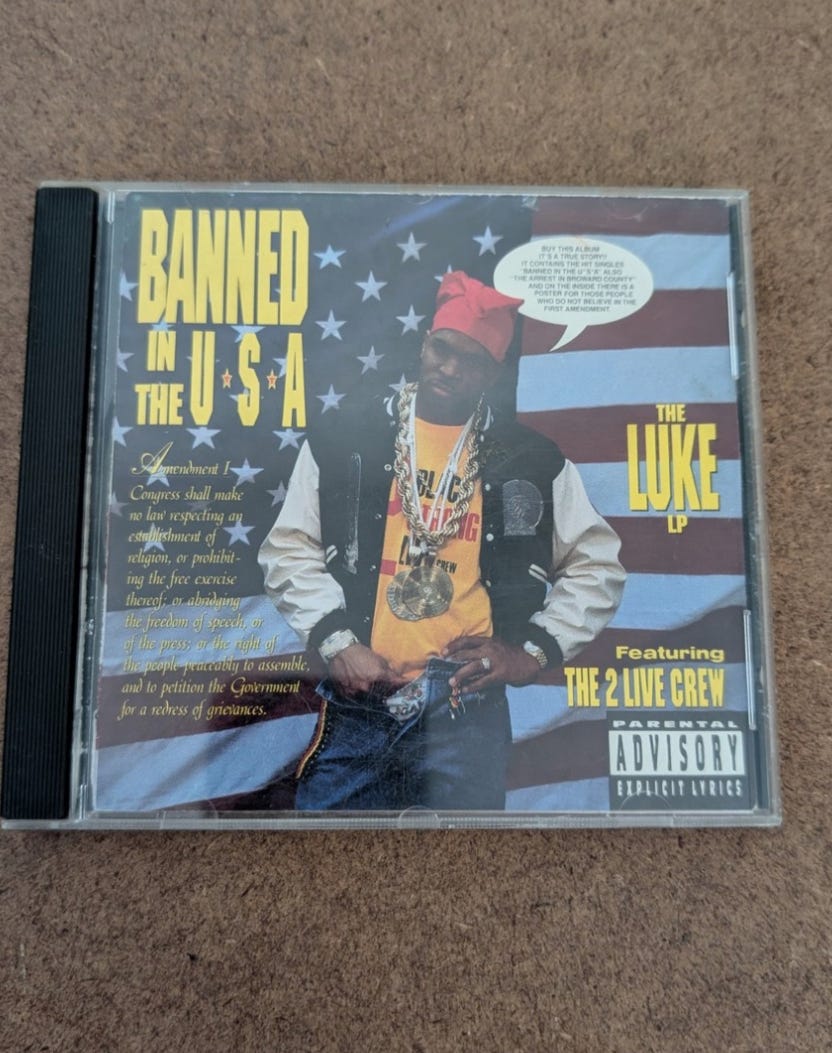 BANNED
IN
THE U★S★A
BUY THIS ALBUM
IT'S A TRUE STORY!!
IT CONTAINS THE HIT SINGLES
"BANNED IN THE U*S*A" ALSO
"THE ARREST IN BROWARD COUNTY"
AND ON THE INSIDE THERE IS A
POSTER FOR THOSE PEOPLE
WHO DO NOT BELIEVE IN THE
FIRST AMENDMENT.
Amendment I
Congress shall make
no law respecting an
establishment of
religion, or prohibit-
ing the free exercise
thereof; or abridging
the freedom of speech, or
of the press; or the right of
the people peaceably to assemble,
and to petition the Government
for a redress of grievances.
CREW
THE
LUKE
LP
Featuring
THE 2 LIVE CREW
PARENTAL
ADVISORY
EXPLICIT LYRICS